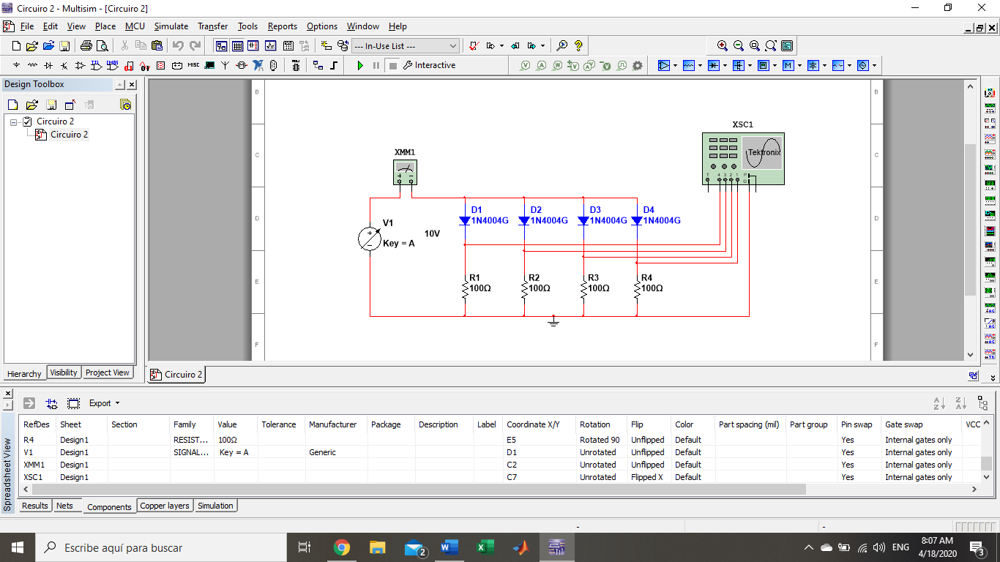 Circuiro 2 - Multisim - [Circuiro 2]
File Edit View Place MCU Simulate Transfer Tools Reports Options Window Help
--- In-Use List ---
MISC
Interactive
Design Toolbox
Circuiro 2
Circuiro 2
Hierarchy Visibility Project View
B B
C C
D D
E E
F F
XSC1
Tektronix
T 4 3 2 1 P
G
XMM1
V1
Key = A
10V
D1
1N4004G
D2
1N4004G
D3
1N4004G
D4
1N4004G
R1
100Ω
R2
100Ω
R3
100Ω
R4
100Ω
Circuiro 2
Export
Spreadsheet View
RefDes Sheet Section Family Value Tolerance Manufacturer Package Description Label Coordinate X/Y Rotation Flip Color Part spacing (mil) Part group Pin swap Gate swap VCC
R4 Design1 RESIST... 100Ω E5 Rotated 90 Unflipped Default Yes Internal gates only
V1 Design1 SIGNAL... Key = A Generic D1 Unrotated Unflipped Default Yes Internal gates only
XMM1 Design1 C2 Unrotated Unflipped Default Yes Internal gates only
XSC1 Design1 C7 Unrotated Flipped X Default Yes Internal gates only
Results Nets Components Copper layers Simulation
- -
Escribe aquí para buscar
2
ENG
8:07 AM
4/18/2020
3